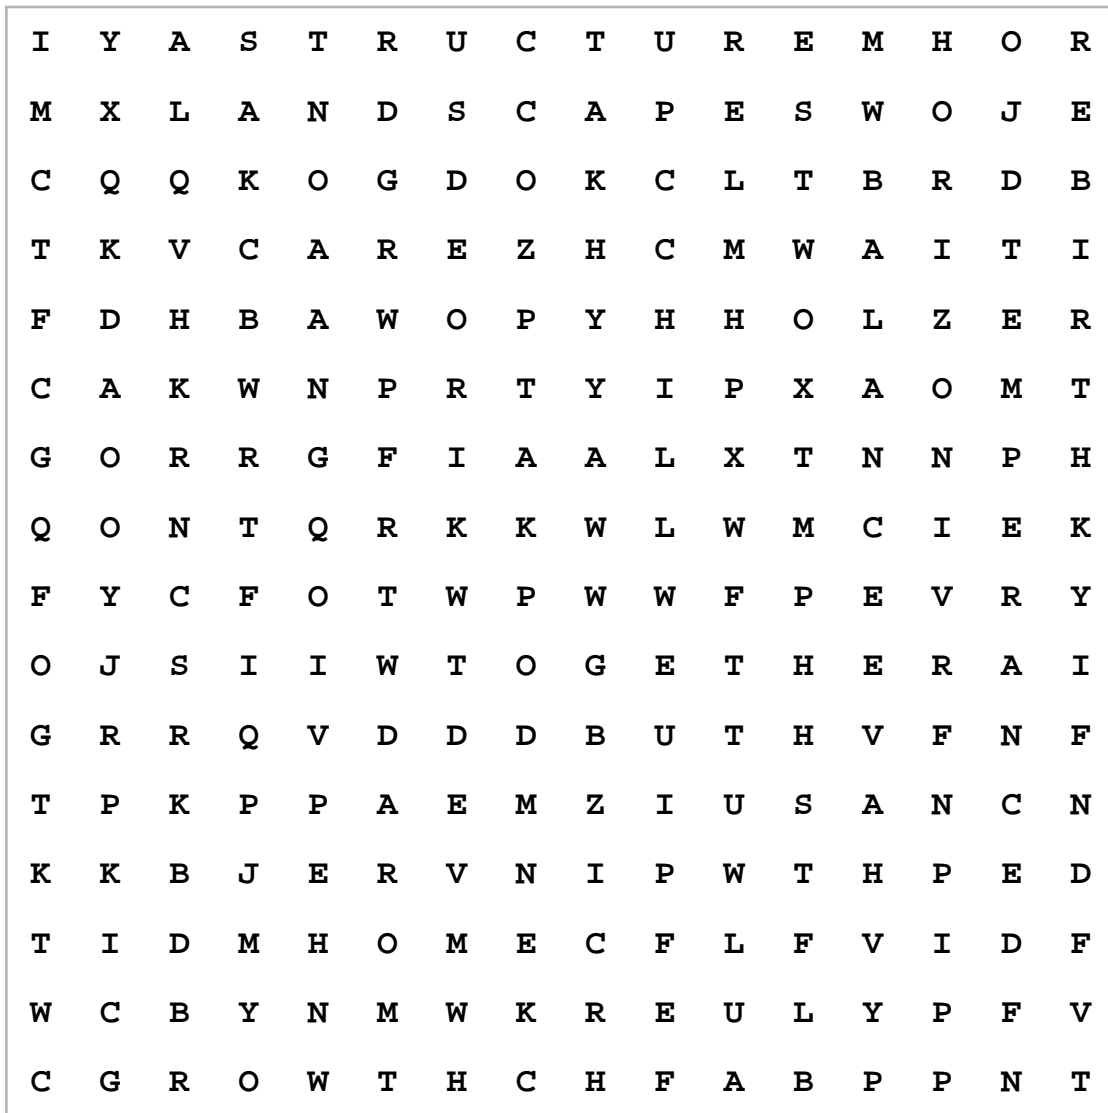 I Y A S T R U C T U R E M H O R
M X L A N D S C A P E S W O J E
C Q Q K O G D O K C L T B R D B
T K V C A R E Z H C M W A I T I
F D H B A W O P Y H H O L Z E R
C A K W N P R T Y I P X A O M T
G O R R G F I A A L X T N N P H
Q O N T Q R K K W L W M C I E K
F Y C F O T W P W W F P E V R Y
O J S I I W T O G E T H E R A I
G R R Q V D D D B U T H V F N F
T P K P P A E M Z I U S A N C N
K K B J E R V N I P W T H P E D
T I D M H O M E C F L F V I D F
W C B Y N M W K R E U L Y P F V
C G R O W T H C H F A B P P N T